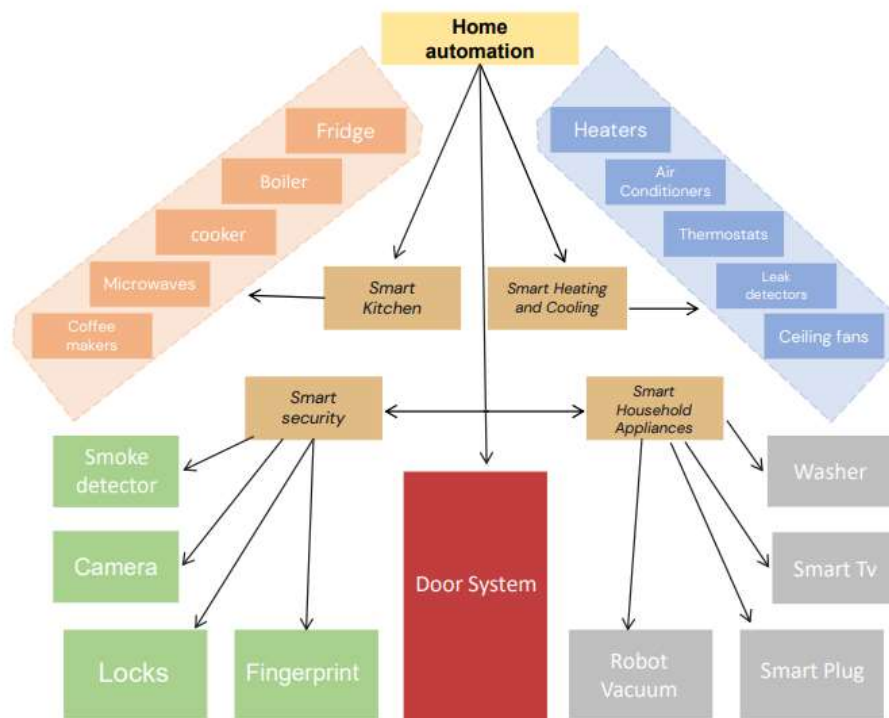 Home
automation
Fridge
Boiler
cooker
Microwaves
Coffee
makers
Heaters
Air
Conditioners
Thermostats
Leak
detectors
Ceiling fans
Smart
Kitchen
Smart Heating
and Cooling
Smart
security
Smart
Household
Appliances
Smoke
detector
Camera
Locks
Fingerprint
Door System
Washer
Smart Tv
Robot
Vacuum
Smart Plug